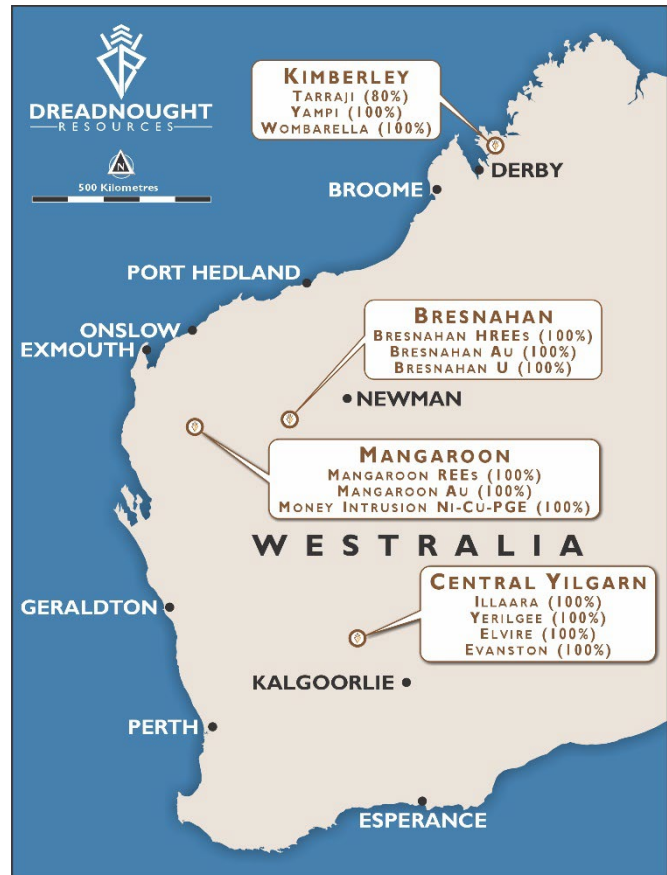 DREADNOUGHT
RESOURCES
N
500 Kilometres
KIMBERLEY
TARRAJI (80%)
YAMPI (100%)
WOMBARELLA (100%)
DERBY
BROOME
PORT HEDLAND
ONSLOW
EXMOUTH
BRESNAHAN
BRESNAHAN HREES (100%)
BRESNAHAN AU (100%)
BRESNAHAN U (100%)
NEWMAN
MANGAROON
MANGAROON REES (100%)
MANGAROON AU (100%)
MONEY INTRUSION NI-CU-PGE (100%)
WESTRALIA
CENTRAL YILGARN
ILLAARA (100%)
YERILGEE (100%)
ELVIRE (100%)
EVANSTON (100%)
GERALDTON
KALGOORLIE
PERTH
ESPERANCE